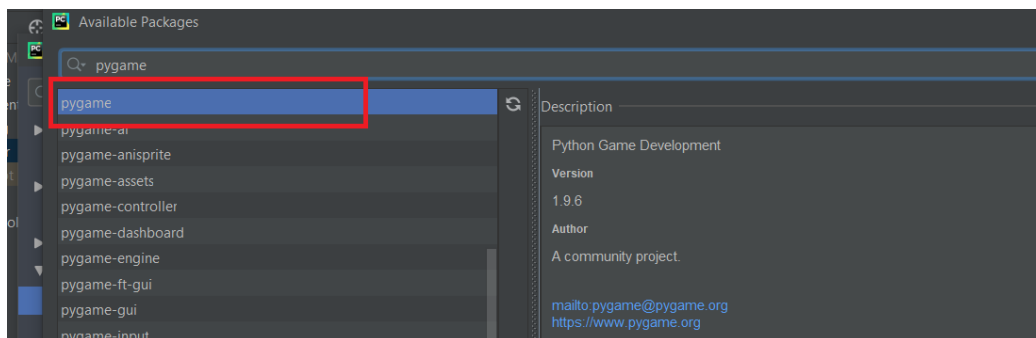 Available Packages
pygame
pygame
pygame-ai
pygame-anisprite
pygame-assets
pygame-controller
pygame-dashboard
pygame-engine
pygame-ft-gui
pygame-gui
pygame-input
Description
Python Game Development
Version
1.9.6
Author
A community project.
mailto:pygame@pygame.org
https://www.pygame.org